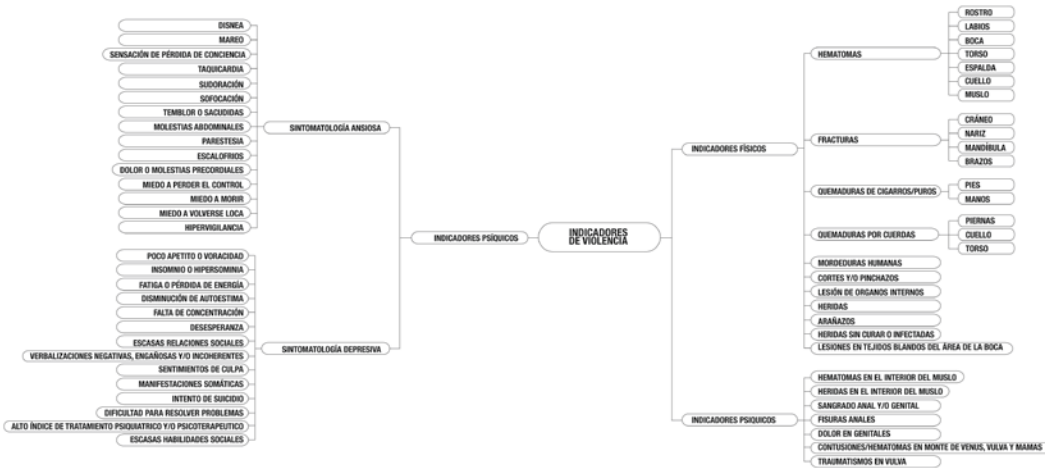 DISNEA
MAREO
SENSACIÓN DE PÉRDIDA DE CONCIENCIA
TAQUICARDIA
SUDORACIÓN
SOFOCACIÓN
TEMBLOR O SACUDIDAS
MOLESTIAS ABDOMINALES
PARESTESIA
ESCALOFRIOS
DOLOR O MOLESTIAS PRECORDIALES
MIEDO A PERDER EL CONTROL
MIEDO A MORIR
MIEDO A VOLVERSE LOCA
HIPERVIGILANCIA
SINTOMATOLOGÍA ANSIOSA
POCO APETITO O VORACIDAD
INSOMNIO O HIPERSOMINIA
FATIGA O PÉRDIDA DE ENERGÍA
DISMINUCIÓN DE AUTOESTIMA
FALTA DE CONCENTRACIÓN
DESESPERANZA
ESCASAS RELACIONES SOCIALES
VERBALIZACIONES NEGATIVAS, ENGAÑOSAS Y/O INCOHERENTES
SENTIMIENTOS DE CULPA
MANIFESTACIONES SOMÁTICAS
INTENTO DE SUICIDIO
DIFICULTAD PARA RESOLVER PROBLEMAS
ALTO ÍNDICE DE TRATAMIENTO PSIQUIATRICO Y/O PSICOTERAPEUTICO
ESCASAS HABILIDADES SOCIALES
SINTOMATOLOGÍA DEPRESIVA
INDICADORES PSÍQUICOS
INDICADORES
DE VIOLENCIA
INDICADORES FÍSICOS
HEMATOMAS
ROSTRO
LABIOS
BOCA
TORSO
ESPALDA
CUELLO
MUSLO
FRACTURAS
CRÁNEO
NARIZ
MANDÍBULA
BRAZOS
QUEMADURAS DE CIGARROS/PUROS
PIES
MANOS
QUEMADURAS POR CUERDAS
PIERNAS
CUELLO
TORSO
MORDEDURAS HUMANAS
CORTES Y/O PINCHAZOS
LESIÓN DE ORGANOS INTERNOS
HERIDAS
ARAÑAZOS
HERIDAS SIN CURAR O INFECTADAS
LESIONES EN TEJIDOS BLANDOS DEL ÁREA DE LA BOCA
INDICADORES PSIQUICOS
HEMATOMAS EN EL INTERIOR DEL MUSLO
HERIDAS EN EL INTERIOR DEL MUSLO
SANGRADO ANAL Y/O GENITAL
FISURAS ANALES
DOLOR EN GENITALES
CONTUSIONES/HEMATOMAS EN MONTE DE VENUS, VULVA Y MAMAS
TRAUMATISMOS EN VULVA